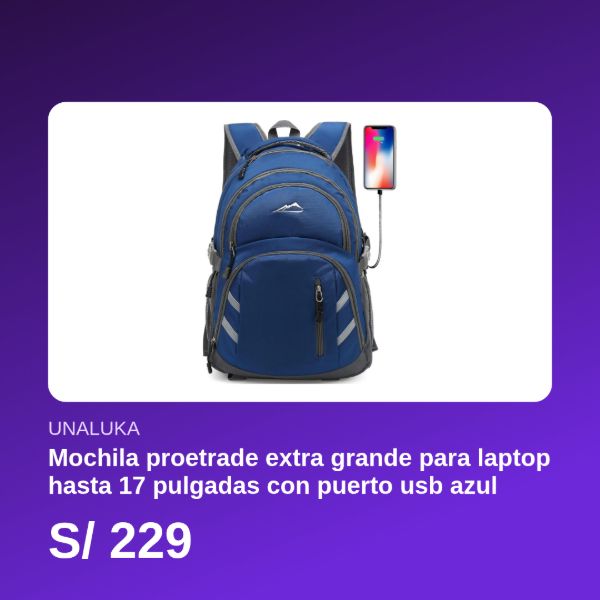 UNALUKA
Mochila proetrade extra grande para laptop
hasta 17 pulgadas con puerto usb azul
S/ 229